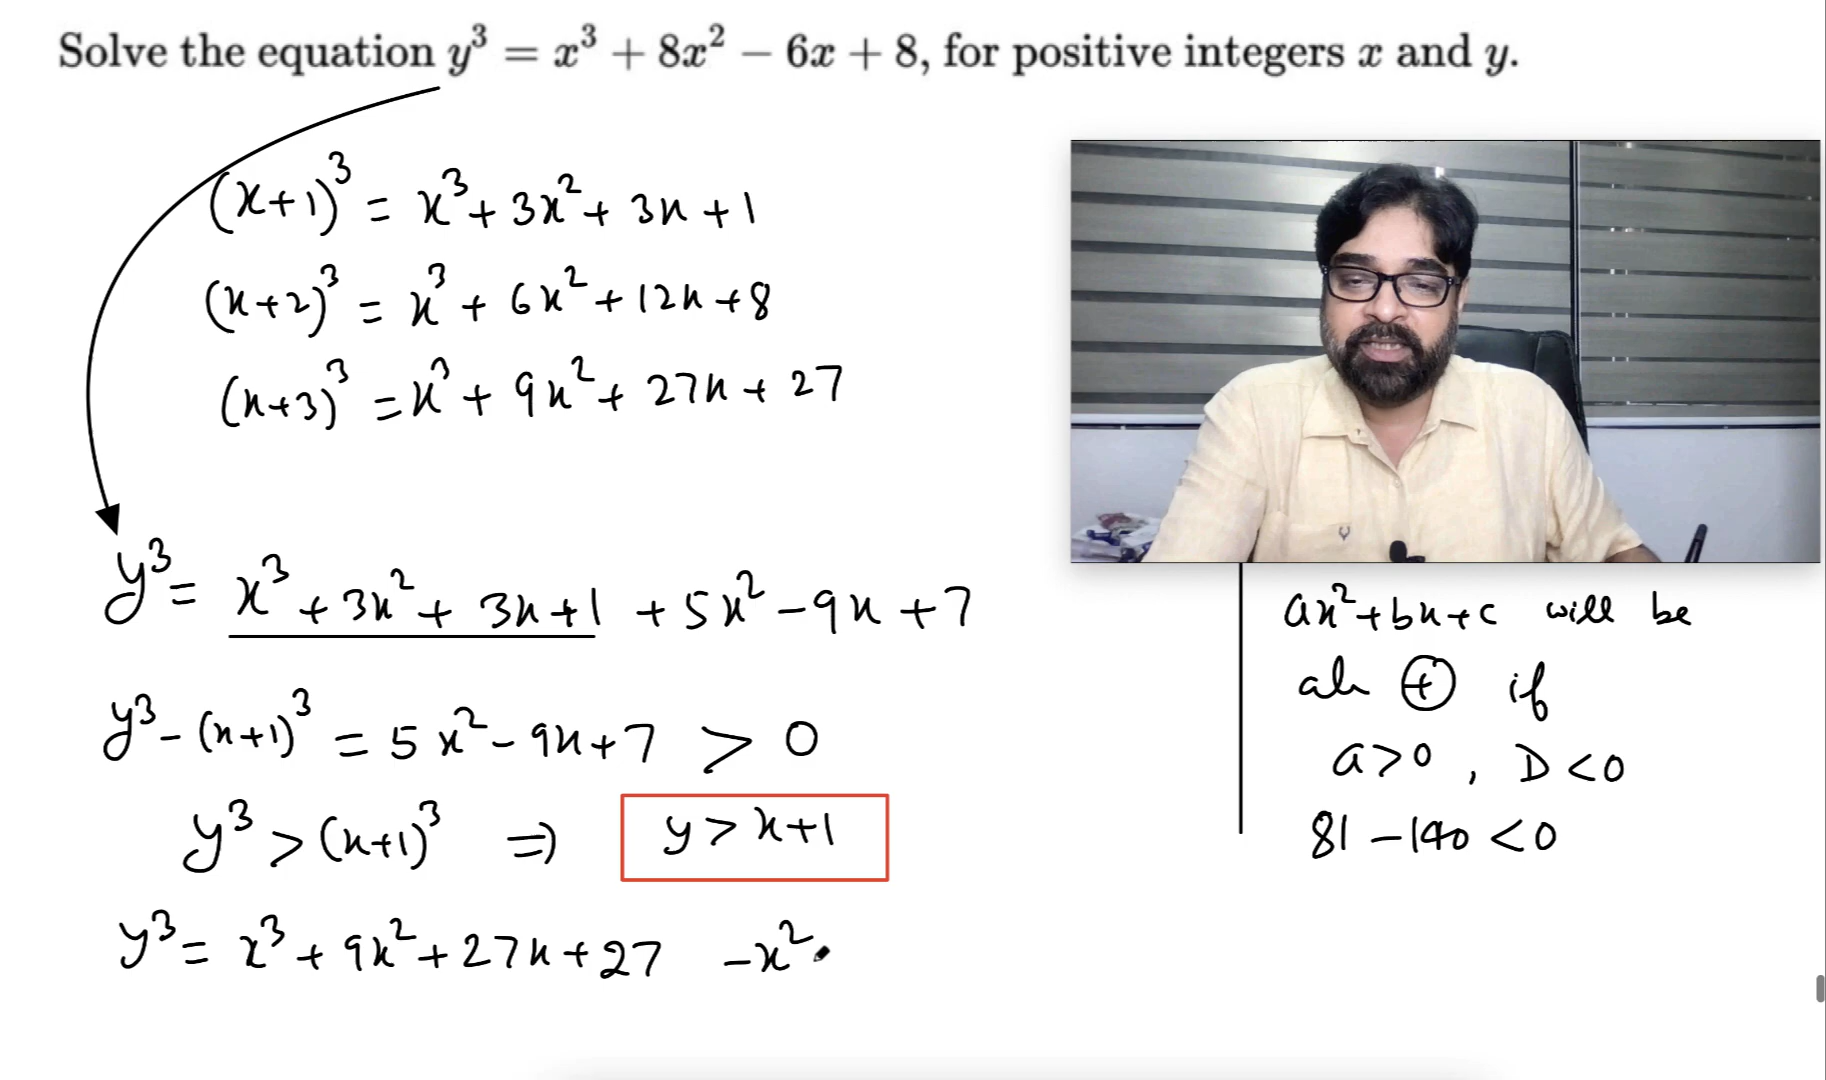 Solve the equation y³ = x³ + 8x² − 6x + 8, for positive integers x and y.
(x+1)³ = x³ + 3x² + 3x + 1
(x+2)³ = x³ + 6x² + 12x + 8
(x+3)³ = x³ + 9x² + 27x + 27
y³ = x³ + 3x² + 3x + 1 + 5x² − 9x + 7
y³ − (x+1)³ = 5x² − 9x + 7 > 0
y³ > (x+1)³ ⇒ y > x+1
y³ = x³ + 9x² + 27x + 27 − x²
ax² + bx + c will be
alw ⊕ if
a > 0 , D < 0
81 − 140 < 0